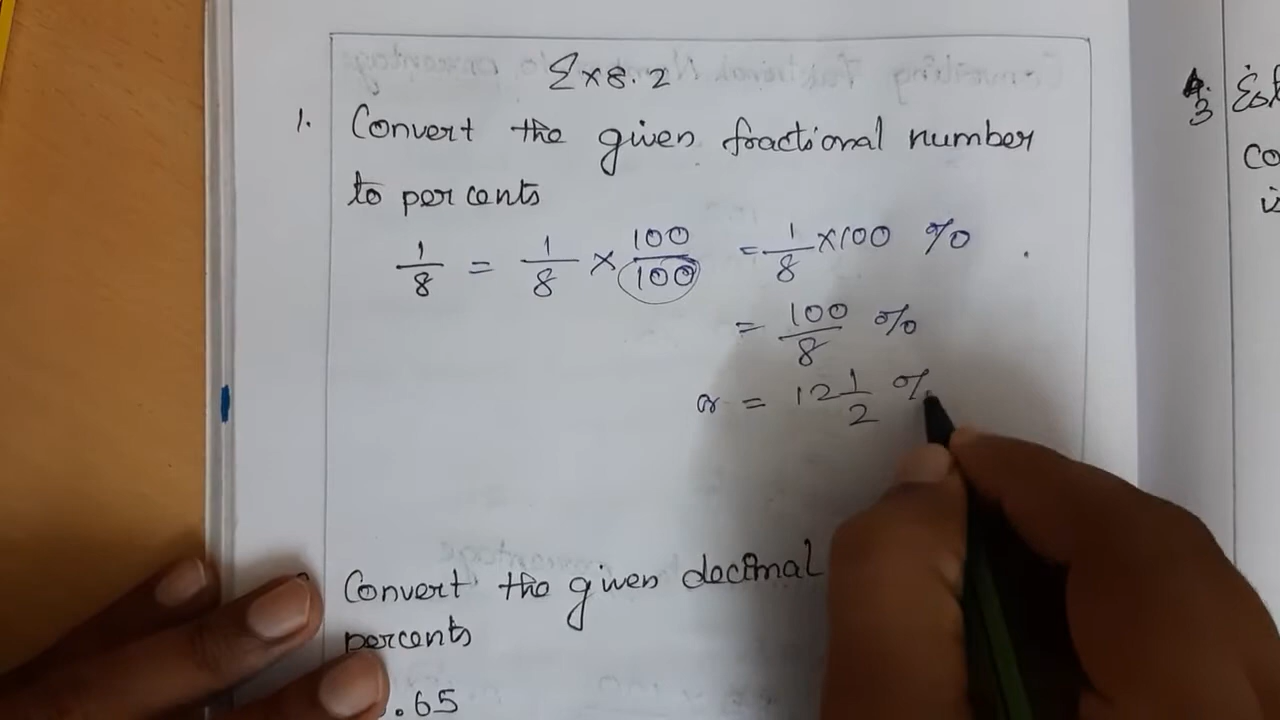 Ex 8.2
1. Convert the given fractional number
to per cents
1/8 = 1/8 × 100/100 = 1/8 × 100 %
= 100/8 %
or = 12 1/2 %
Convert the given decimal
percents
.65
3